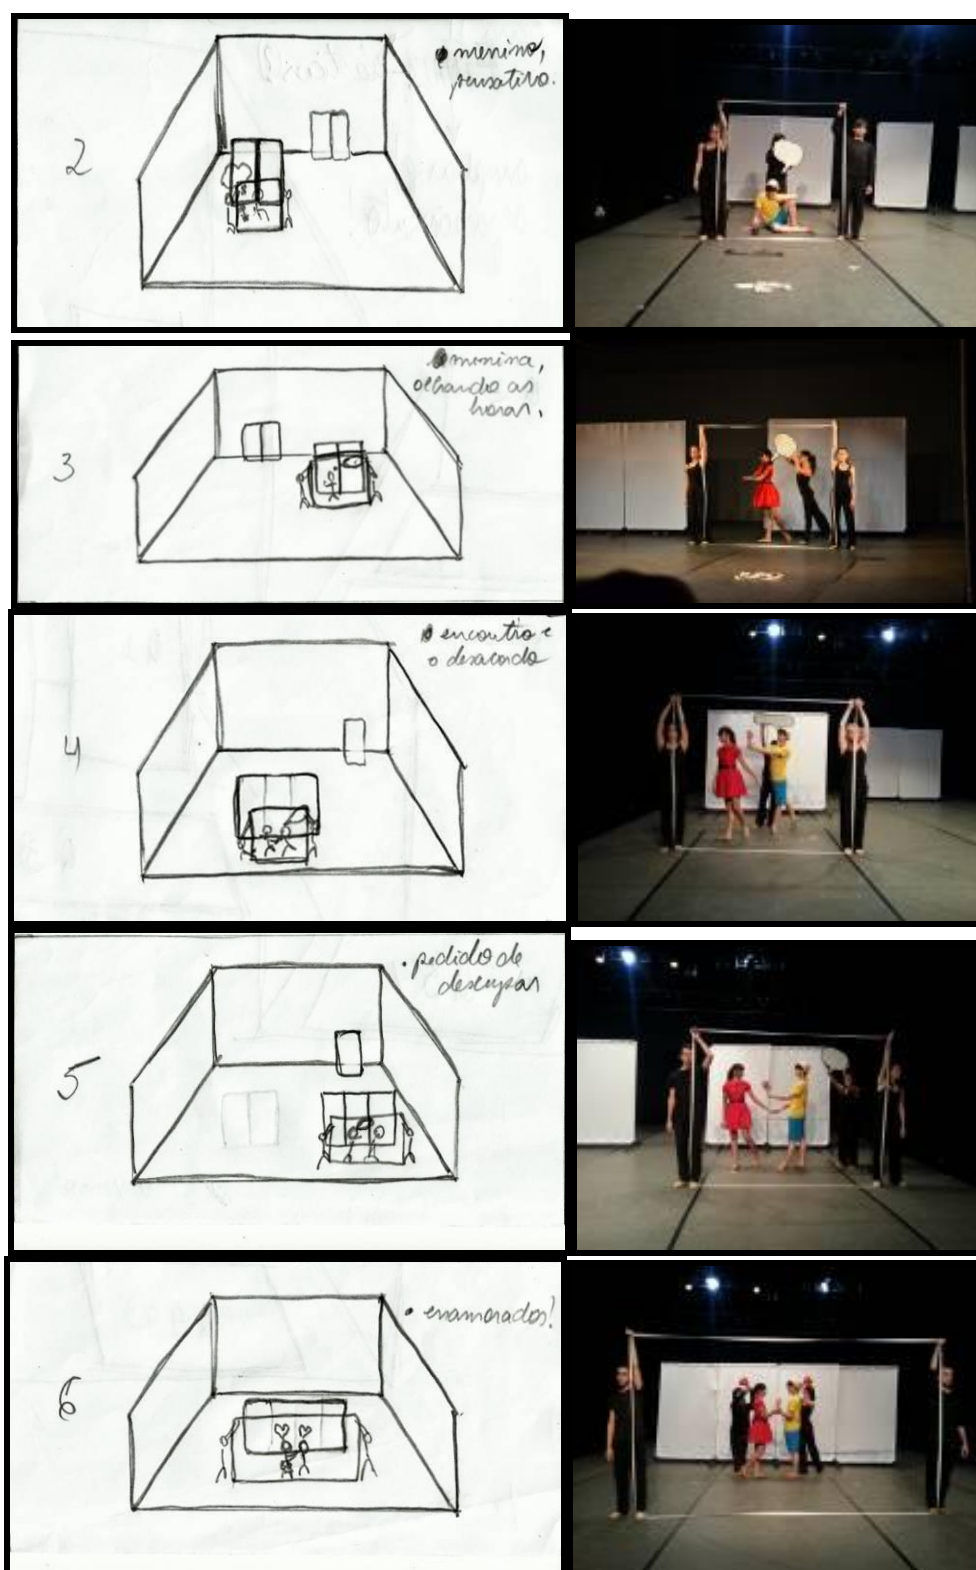 2
menino,
pensativo.
3
menina,
olhando as
horas.
4
encontro e
o desacordo
5
• pedido de
desculpas
6
• enamorados!